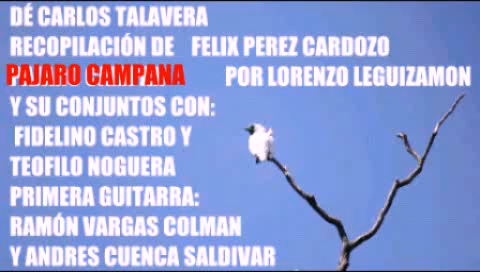 DÉ CARLOS TALAVERA
RECOPILACIÓN DE FELIX PEREZ CARDOZO
PAJARO CAMPANA POR LORENZO LEGUIZAMON
Y SU CONJUNTOS CON:
FIDELINO CASTRO Y
TEOFILO NOGUERA
PRIMERA GUITARRA:
RAMÓN VARGAS COLMAN
Y ANDRES CUENCA SALDIVAR